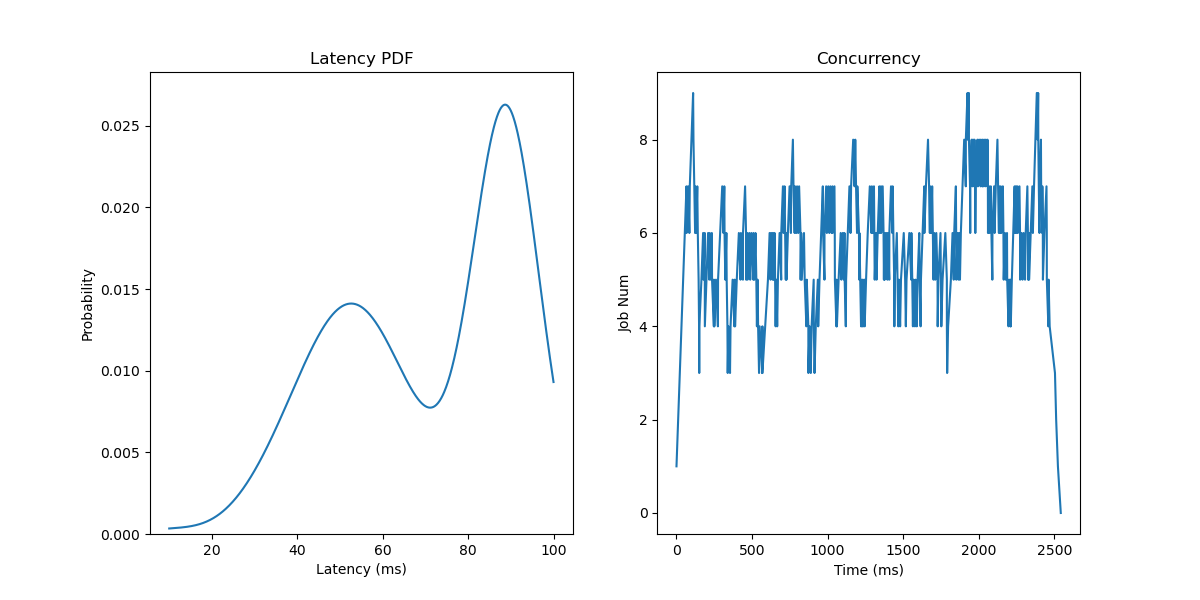 Latency PDF
Probability
0.025
0.020
0.015
0.010
0.005
0.000
20 40 60 80 100
Latency (ms)
Concurrency
Job Num
8
6
4
2
0
0 500 1000 1500 2000 2500
Time (ms)